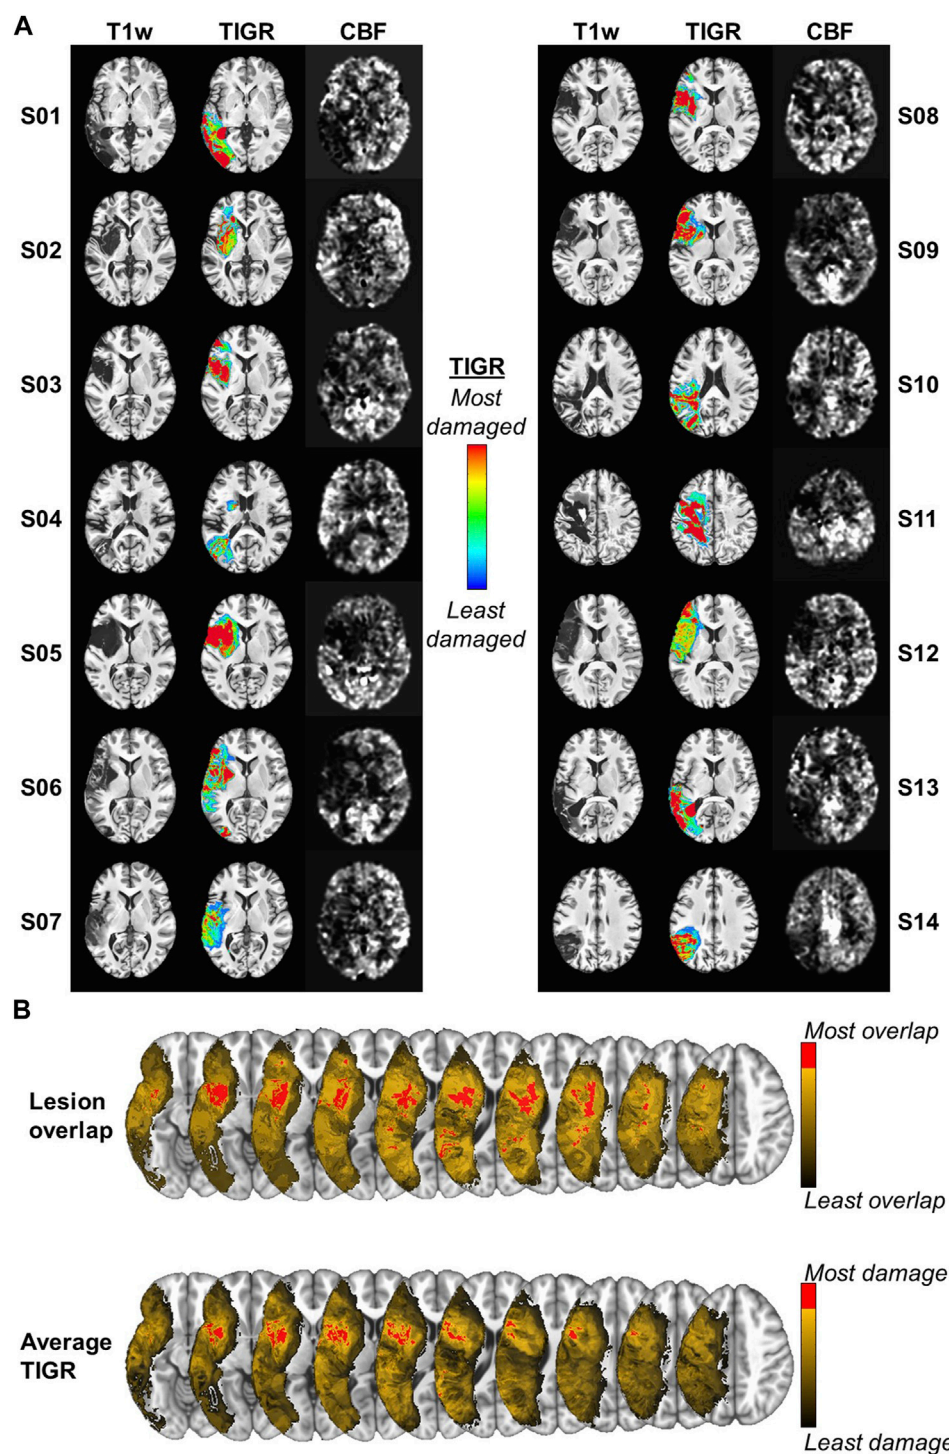 A
T1w TIGR CBF
T1w TIGR CBF
S01
S02
S03
S04
S05
S06
S07
TIGR
Most
damaged
Least
damaged
S08
S09
S10
S11
S12
S13
S14
B
Lesion
overlap
Most overlap
Least overlap
Average
TIGR
Most damage
Least damage